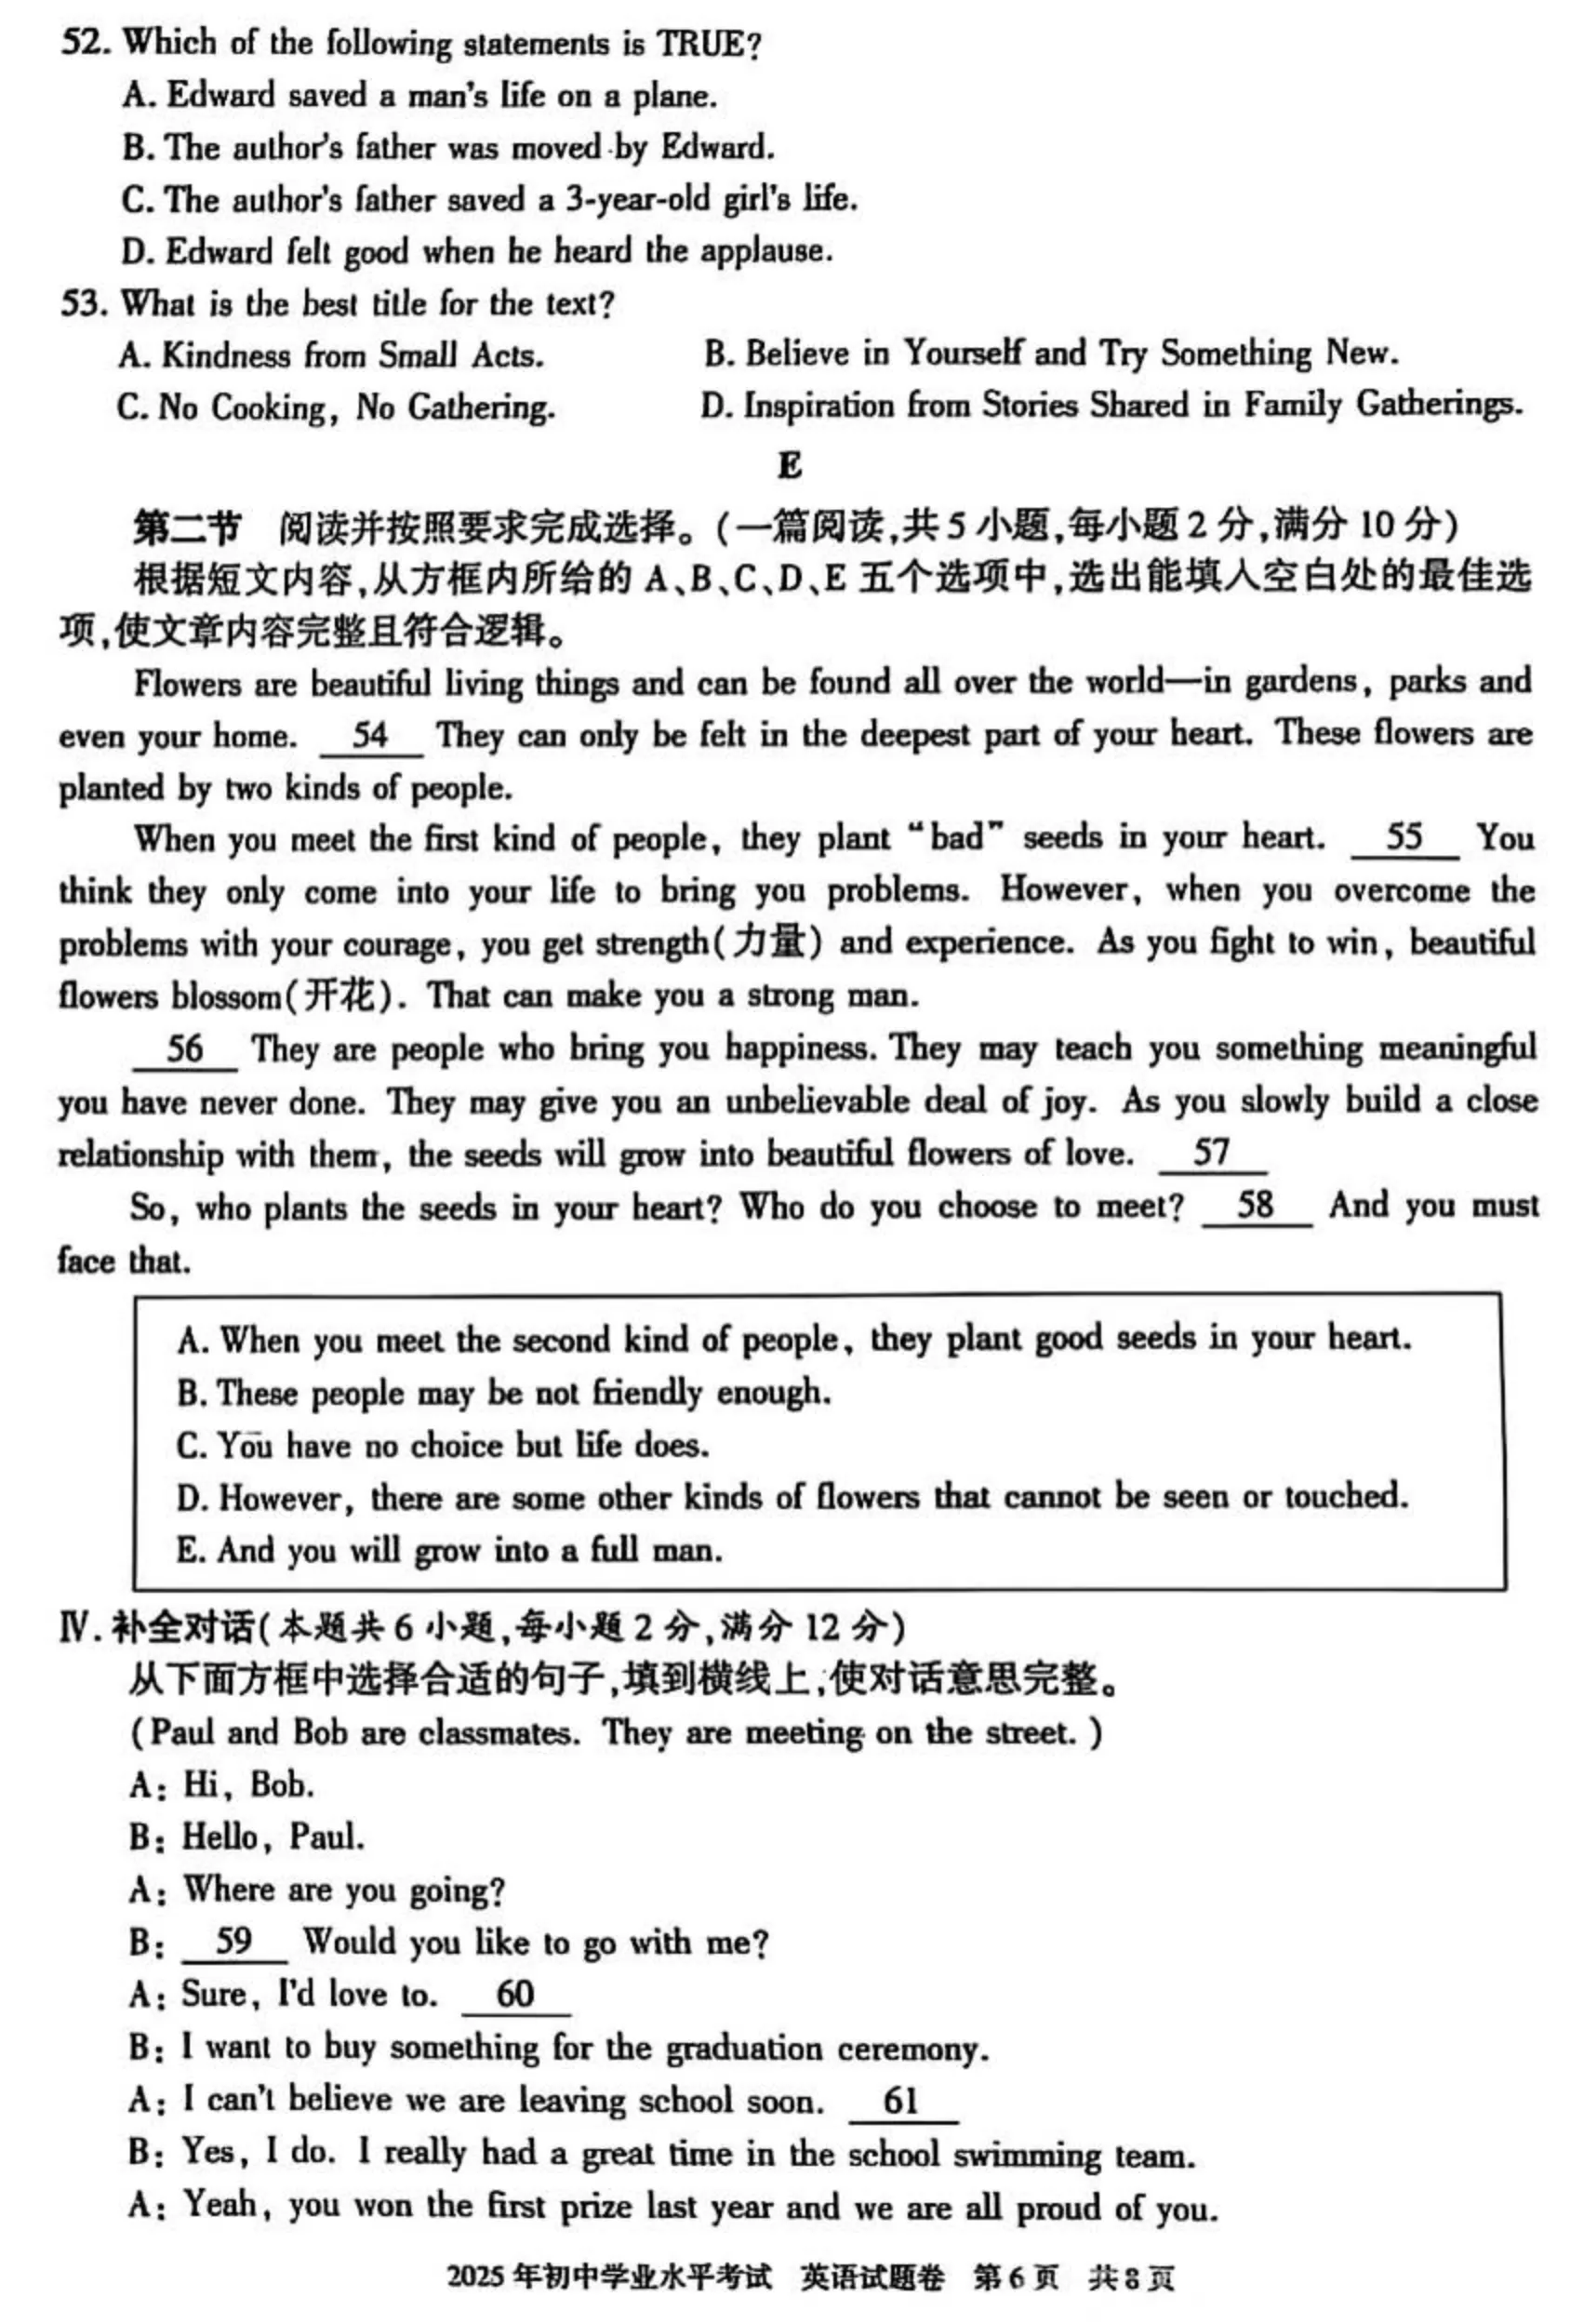 52. Which of the following statements is TRUE?
A. Edward saved a man's life on a plane.
B. The author's father was moved by Edward.
C. The author's father saved a 3-year-old girl's life.
D. Edward felt good when he heard the applause.
53. What is the best title for the text?
A. Kindness from Small Acts. B. Believe in Yourself and Try Something New.
C. No Cooking, No Gathering. D. Inspiration from Stories Shared in Family Gatherings.
E
第二节 阅读并按照要求完成选择。(一篇阅读,共5小题,每小题2分,满分10分)
根据短文内容,从方框内所给的A、B、C、D、E五个选项中,选出能填入空白处的最佳选
项,使文章内容完整且符合逻辑。
Flowers are beautiful living things and can be found all over the world—in gardens, parks and
even your home. 54 They can only be felt in the deepest part of your heart. These flowers are
planted by two kinds of people.
When you meet the first kind of people, they plant “bad” seeds in your heart. 55 You
think they only come into your life to bring you problems. However, when you overcome the
problems with your courage, you get strength(力量) and experience. As you fight to win, beautiful
flowers blossom(开花). That can make you a strong man.
56 They are people who bring you happiness. They may teach you something meaningful
you have never done. They may give you an unbelievable deal of joy. As you slowly build a close
relationship with them, the seeds will grow into beautiful flowers of love. 57
So, who plants the seeds in your heart? Who do you choose to meet? 58 And you must
face that.
A. When you meet the second kind of people, they plant good seeds in your heart.
B. These people may be not friendly enough.
C. You have no choice but life does.
D. However, there are some other kinds of flowers that cannot be seen or touched.
E. And you will grow into a full man.
Ⅳ. 补全对话(本题共6小题,每小题2分,满分12分)
从下面方框中选择合适的句子,填到横线上,使对话意思完整。
(Paul and Bob are classmates. They are meeting on the street. )
A: Hi, Bob.
B: Hello, Paul.
A: Where are you going?
B: 59 Would you like to go with me?
A: Sure, I'd love to. 60
B: I want to buy something for the graduation ceremony.
A: I can't believe we are leaving school soon. 61
B: Yes, I do. I really had a great time in the school swimming team.
A: Yeah, you won the first prize last year and we are all proud of you.
2025年初中学业水平考试 英语试题卷 第6页 共8页